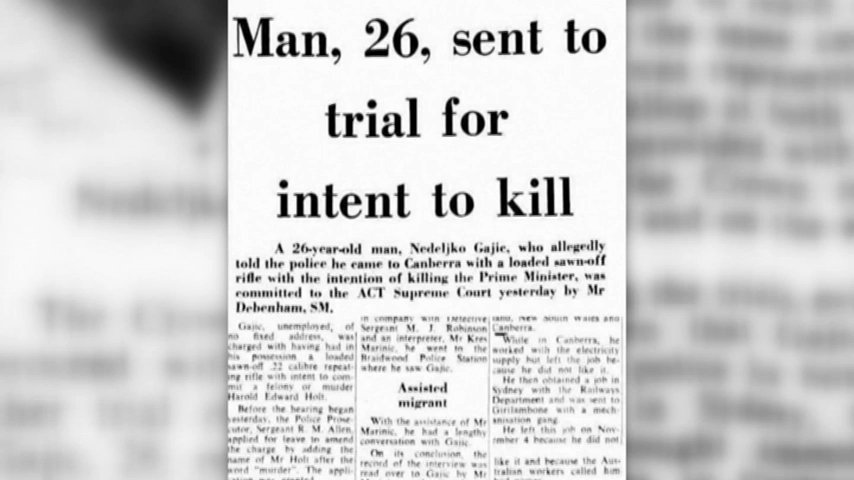 Man, 26, sent to
trial for
intent to kill
A 26-year-old man, Nedeljko Gajic, who allegedly
told the police he came to Canberra with a loaded sawn-off
rifle with the intention of killing the Prime Minister, was
committed to the ACT Supreme Court yesterday by Mr
Debenham, SM.
Gajic, unemployed, of
no fixed address, was
charged with having had in
his possession a loaded
sawn-off .22 calibre repeat-
ing rifle with intent to com-
mit a felony or murder
Harold Edward Holt.
Before the hearing began
yesterday, the Police Prose-
cutor, Sergeant R. M. Allen,
applied for leave to amend
the charge by adding the
name of Mr Holt after the
word "murder". The appli-
in company with Detective
Sergeant M. J. Robinson
and an interpreter, Mr Kres
Marinic, he went to the
Braidwood Police Station
where he saw Gajic.
Assisted
migrant
With the assistance of Mr
Marinic, he had a lengthy
conversation with Gajic.
On its conclusion, the
record of the interview was
read over to Gajic by Mr
land, New South Wales and
Canberra.
While in Canberra, he
worked with the electricity
supply but left the job be-
cause he did not like it.
He then obtained a job in
Sydney with the Railways
Department and was sent to
Girilambone with a mech-
anisation gang.
He left this job on Nov-
ember 4 because he did not
like it and because the Aus-
tralian workers called him